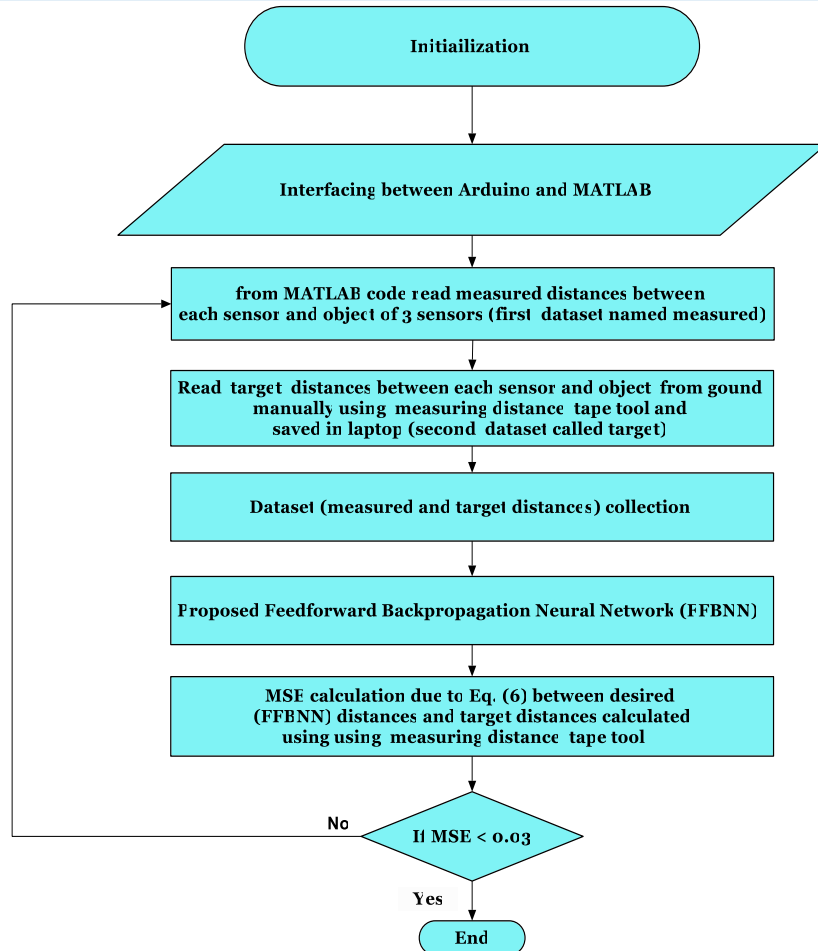 Initiailization
Interfacing between Arduino and MATLAB
from MATLAB code read measured distances between
each sensor and object of 3 sensors (first dataset named measured)
Read target distances between each sensor and object from gound
manually using measuring distance tape tool and
saved in laptop (second dataset called target)
Dataset (measured and target distances) collection
Proposed Feedforward Backpropagation Neural Network (FFBNN)
MSE calculation due to Eq. (6) between desired
(FFBNN) distances and target distances calculated
using using measuring distance tape tool
No
If MSE < 0.03
Yes
End